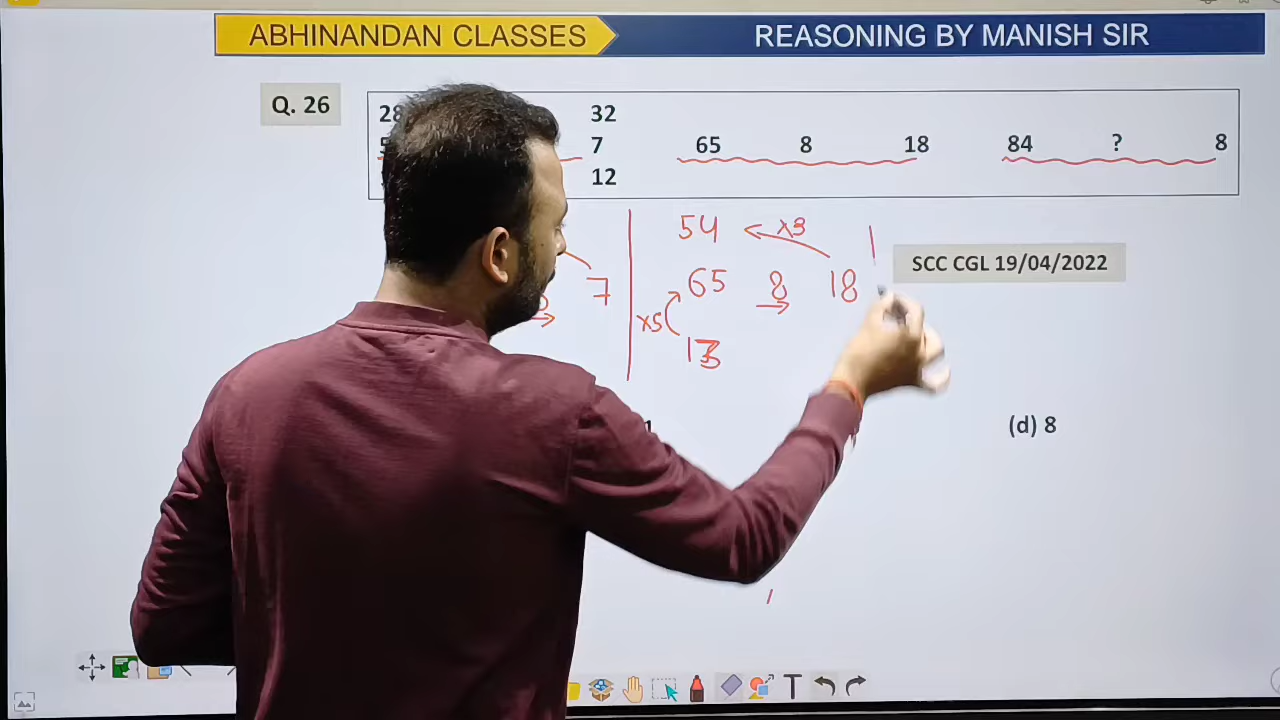 ABHINANDAN CLASSES
REASONING BY MANISH SIR
Q. 26
28 32
7 65 8 18 84 ? 8
12
54 ×3
SCC CGL 19/04/2022
7 ×5 65 8 18
13
(d) 8
T